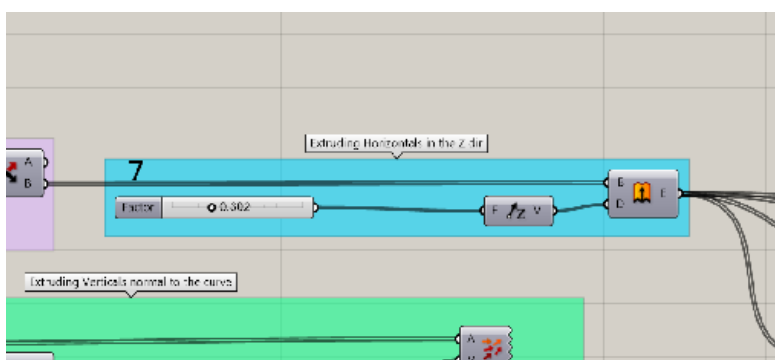 Extruding Horizontals in the Z dir
7
A
B
Factor
0.302
F
Z
V
B
D
E
Extruding Verticals normal to the curve
A